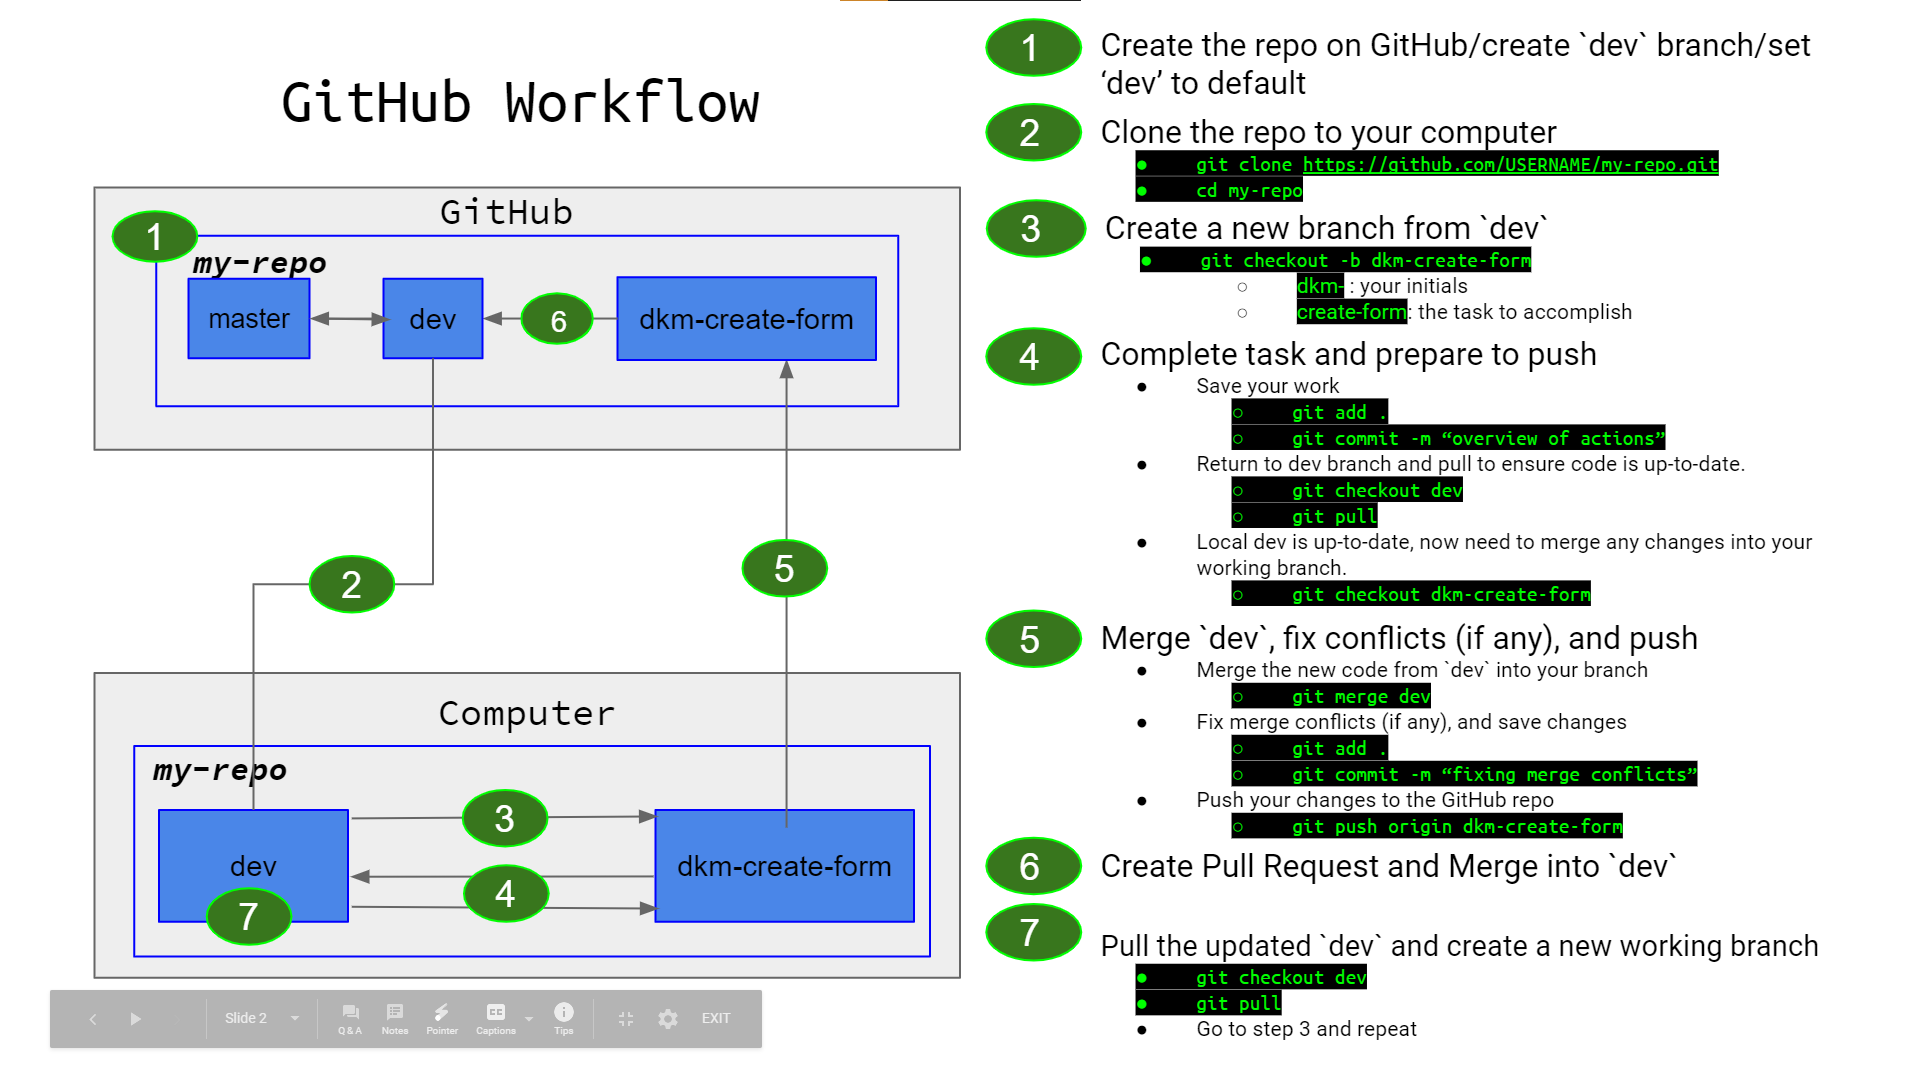 GitHub Workflow
GitHub
1
my-repo
master
dev
6
dkm-create-form
2
5
Computer
my-repo
dev
3
4
7
dkm-create-form
1
Create the repo on GitHub/create `dev` branch/set
‘dev’ to default
2
Clone the repo to your computer
● git clone https://github.com/USERNAME/my-repo.git
● cd my-repo
3
Create a new branch from `dev`
● git checkout -b dkm-create-form
○ dkm- : your initials
○ create-form: the task to accomplish
4
Complete task and prepare to push
● Save your work
○ git add .
○ git commit -m “overview of actions”
● Return to dev branch and pull to ensure code is up-to-date.
○ git checkout dev
○ git pull
● Local dev is up-to-date, now need to merge any changes into your
working branch.
○ git checkout dkm-create-form
5
Merge `dev`, fix conflicts (if any), and push
● Merge the new code from `dev` into your branch
○ git merge dev
● Fix merge conflicts (if any), and save changes
○ git add .
○ git commit -m “fixing merge conflicts”
● Push your changes to the GitHub repo
○ git push origin dkm-create-form
6
Create Pull Request and Merge into `dev`
7
Pull the updated `dev` and create a new working branch
● git checkout dev
● git pull
● Go to step 3 and repeat
Slide 2
Q & A
Notes
Pointer
CC
Captions
Tips
EXIT